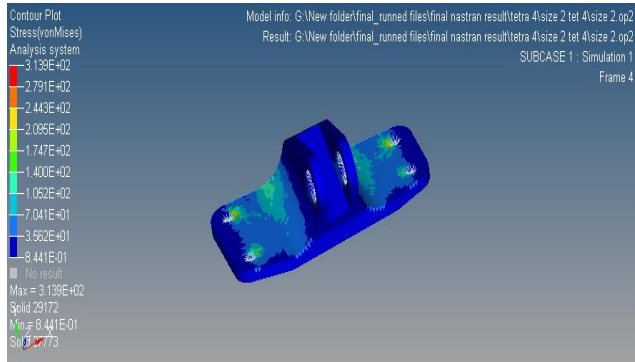 Contour Plot
Stress(vonMises)
Analysis system
3.139E+02
2.791E+02
2.443E+02
2.095E+02
1.747E+02
1.400E+02
1.052E+02
7.041E+01
3.562E+01
8.441E-01
No result
Max = 3.139E+02
Solid 29172
Min = 8.441E-01
Model info: G:\New folder\final_runned files\final nastran result\tetra 4\size 2 tet 4\size 2.op2
Result: G:\New folder\final_runned files\final nastran result\tetra 4\size 2 tet 4\size 2.op2
SUBCASE 1 : Simulation 1
Frame 4